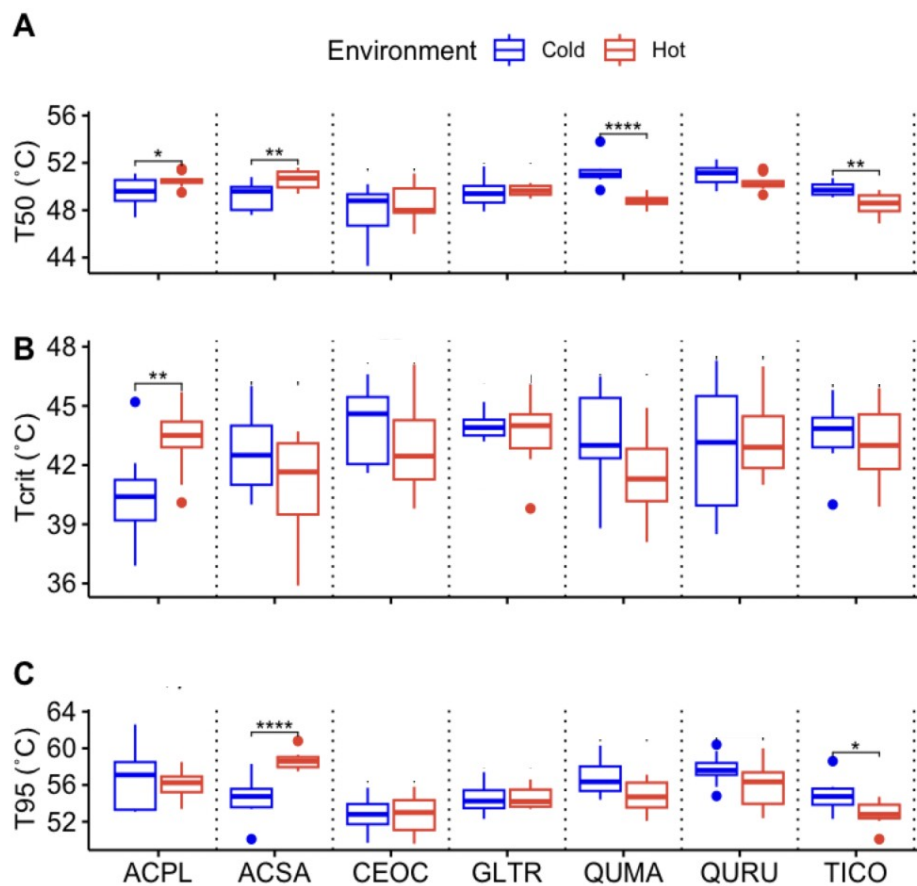 A
Environment Cold Hot
56
52
48
44
T50 (˚C)
* ** **** **
B
48
45
42
39
36
Tcrit (˚C)
**
C
64
60
56
52
T95 (˚C)
**** *
ACPL ACSA CEOC GLTR QUMA QURU TICO